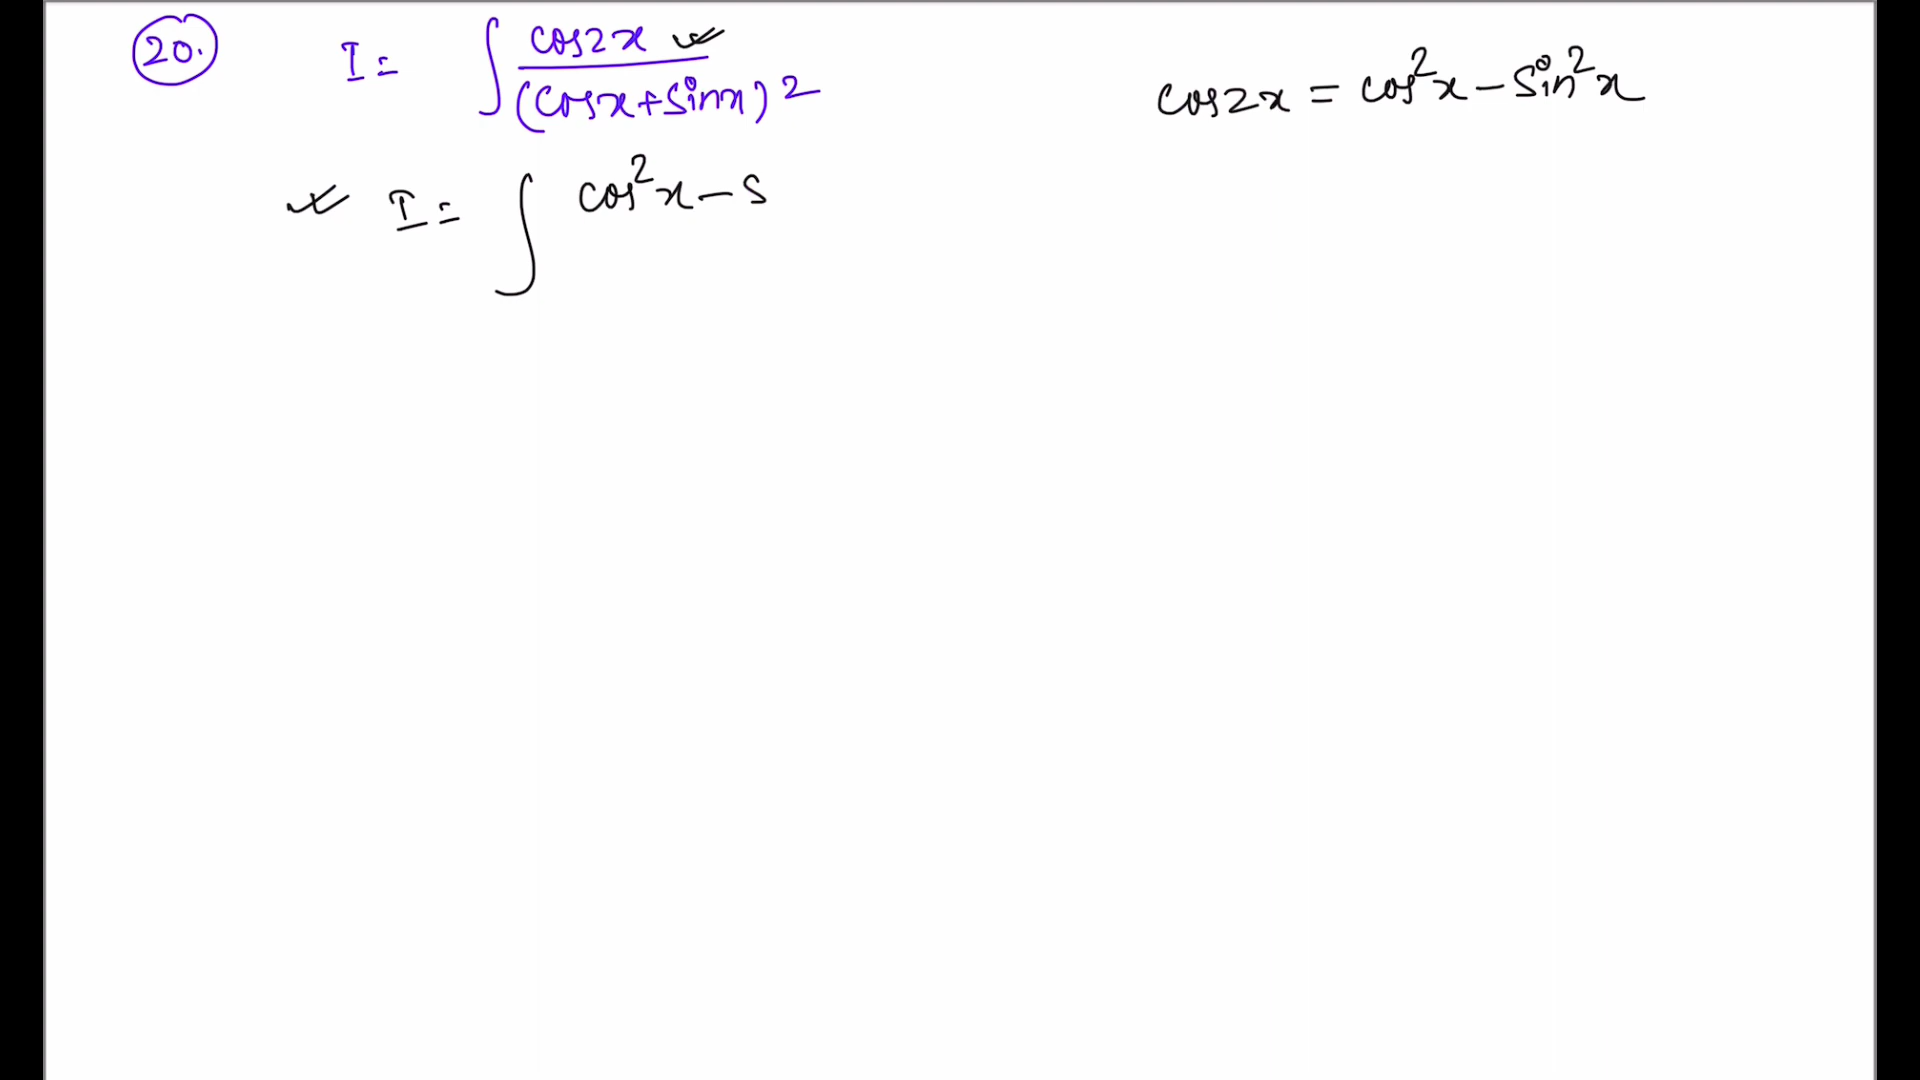 20. I = ∫ cos2x / (cosx + sinx)²
cos2x = cos²x − sin²x
I = ∫ cos²x − s